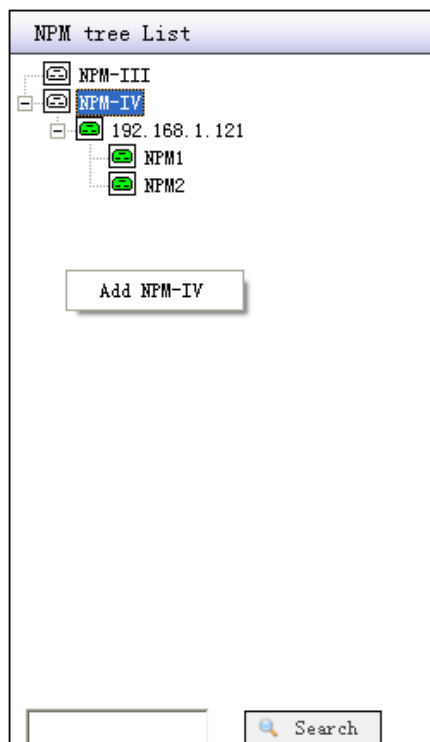 NPM tree List
NPM-III
NPM-IV
192.168.1.121
NPM1
NPM2
Add NPM-IV
Search